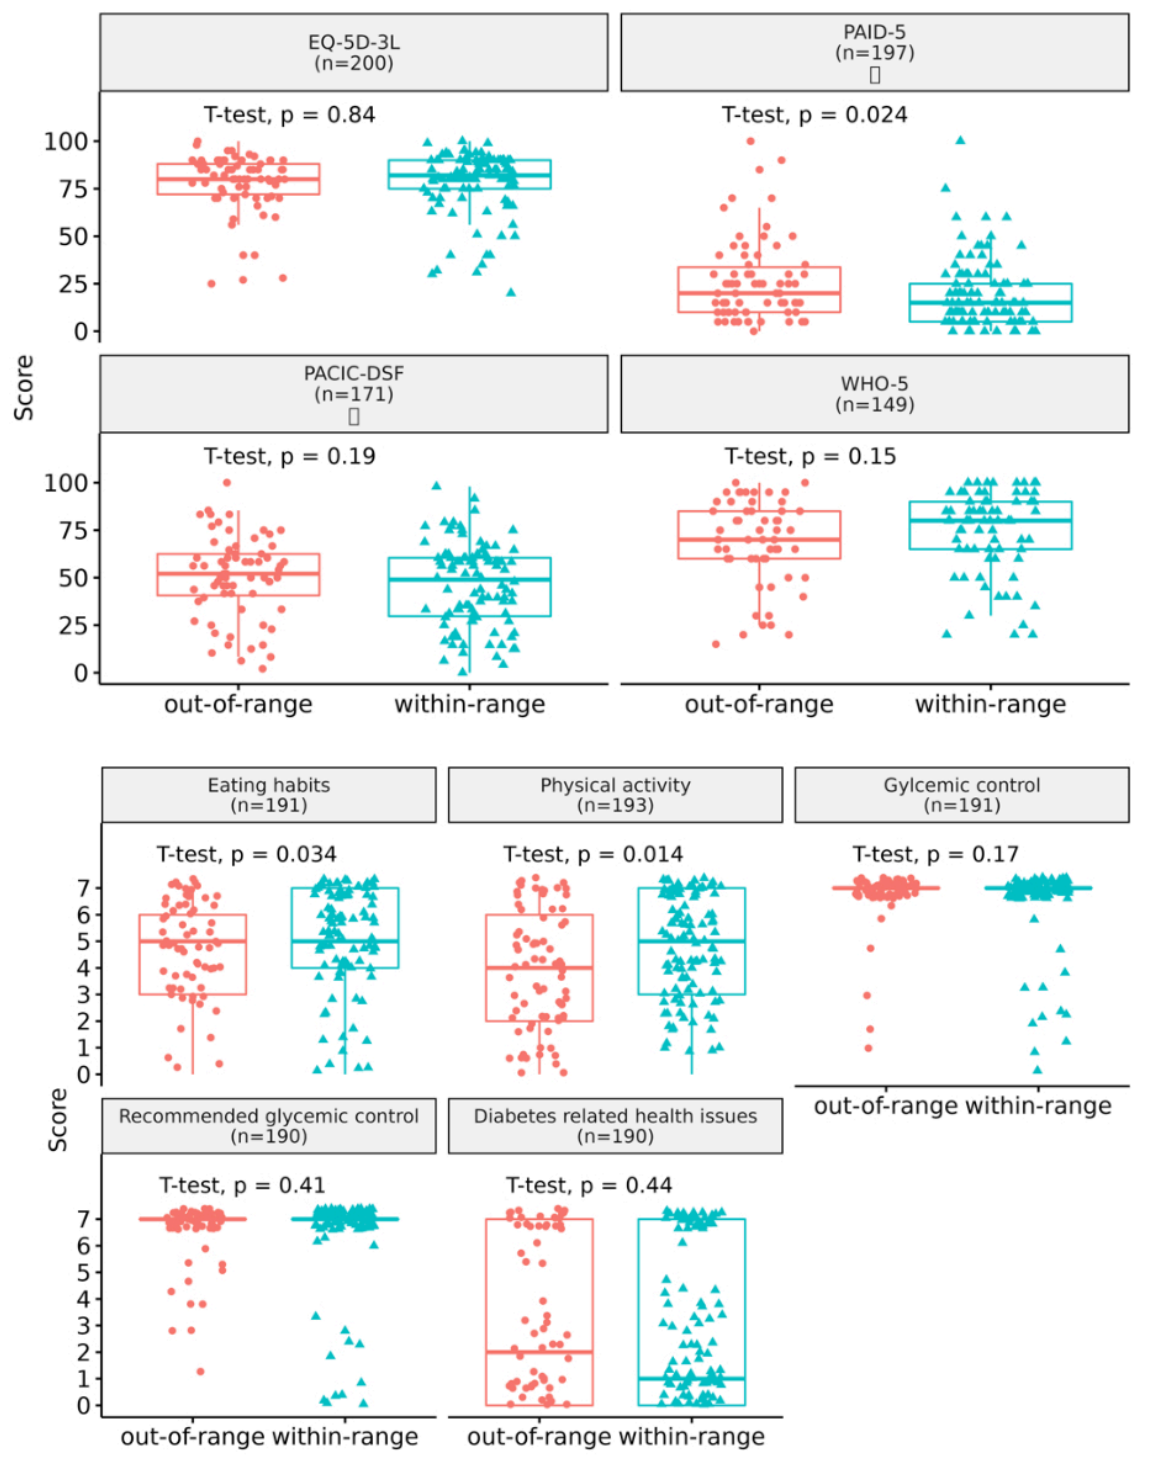 EQ-5D-3L
(n=200)
PAID-5
(n=197)
T-test, p = 0.84
T-test, p = 0.024
100
75
50
25
0
Score
PACIC-DSF
(n=171)
WHO-5
(n=149)
T-test, p = 0.19
T-test, p = 0.15
100
75
50
25
0
out-of-range
within-range
out-of-range
within-range
Eating habits
(n=191)
Physical activity
(n=193)
Gylcemic control
(n=191)
T-test, p = 0.034
T-test, p = 0.014
T-test, p = 0.17
7
6
5
4
3
2
1
0
out-of-range within-range
Score
Recommended glycemic control
(n=190)
Diabetes related health issues
(n=190)
T-test, p = 0.41
T-test, p = 0.44
7
6
5
4
3
2
1
0
out-of-range within-range
out-of-range within-range